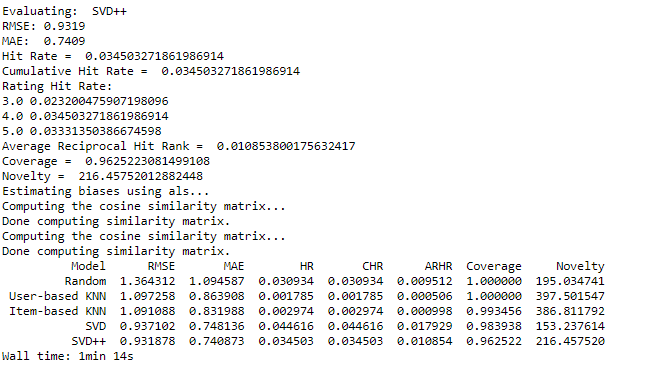 Evaluating:  SVD++
RMSE: 0.9319
MAE:  0.7409
Hit Rate =  0.034503271861986914
Cumulative Hit Rate =  0.034503271861986914
Rating Hit Rate:
3.0 0.023200475907198096
4.0 0.034503271861986914
5.0 0.03331350386674598
Average Reciprocal Hit Rank =  0.010853800175632417
Coverage =  0.9625223081499108
Novelty =  216.45752012882448
Estimating biases using als...
Computing the cosine similarity matrix...
Done computing similarity matrix.
Computing the cosine similarity matrix...
Done computing similarity matrix.
Model RMSE MAE HR CHR ARHR Coverage Novelty
Random 1.364312 1.094587 0.030934 0.030934 0.009512 1.000000 195.034741
User-based KNN 1.097258 0.863908 0.001785 0.001785 0.000506 1.000000 397.501547
Item-based KNN 1.091088 0.831988 0.002974 0.002974 0.000998 0.993456 386.811792
SVD 0.937102 0.748136 0.044616 0.044616 0.017929 0.983938 153.237614
SVD++ 0.931878 0.740873 0.034503 0.034503 0.010854 0.962522 216.457520
Wall time: 1min 14s